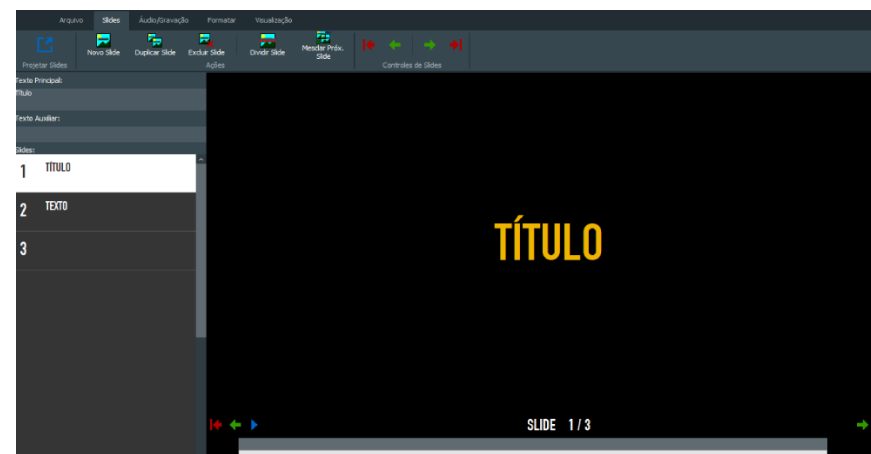 Arquivo Slides Áudio/Gravação Formatar Visualização
Novo Slide Duplicar Slide Excluir Slide Dividir Slide Mesclar Próx.
Slide
Projetar Slides Ações Controles de Slides
Texto Principal:
Título
Texto Auxiliar:
Slides:
1 TÍTULO
2 TEXTO
3
TÍTULO
SLIDE 1 / 3